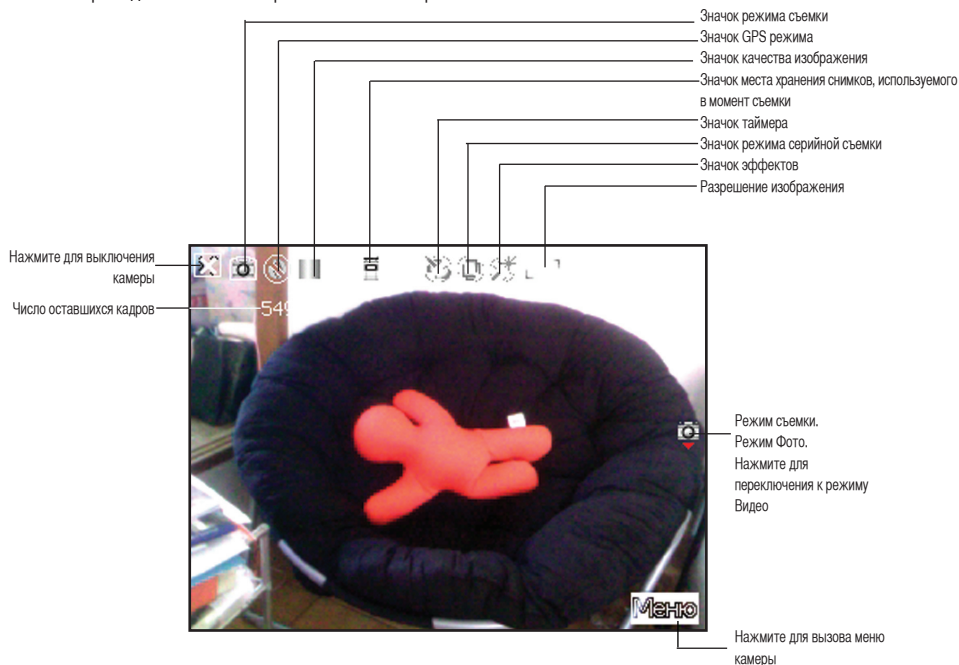 Значок режима съемки
Значок GPS режима
Значок качества изображения
Значок места хранения снимков, используемого
в момент съемки
Значок таймера
Значок режима серийной съемки
Значок эффектов
Разрешение изображения
Нажмите для выключения
камеры
Число оставшихся кадров
549
Режим съемки.
Режим Фото.
Нажмите для
переключения к режиму
Видео
Меню
Нажмите для вызова меню
камеры